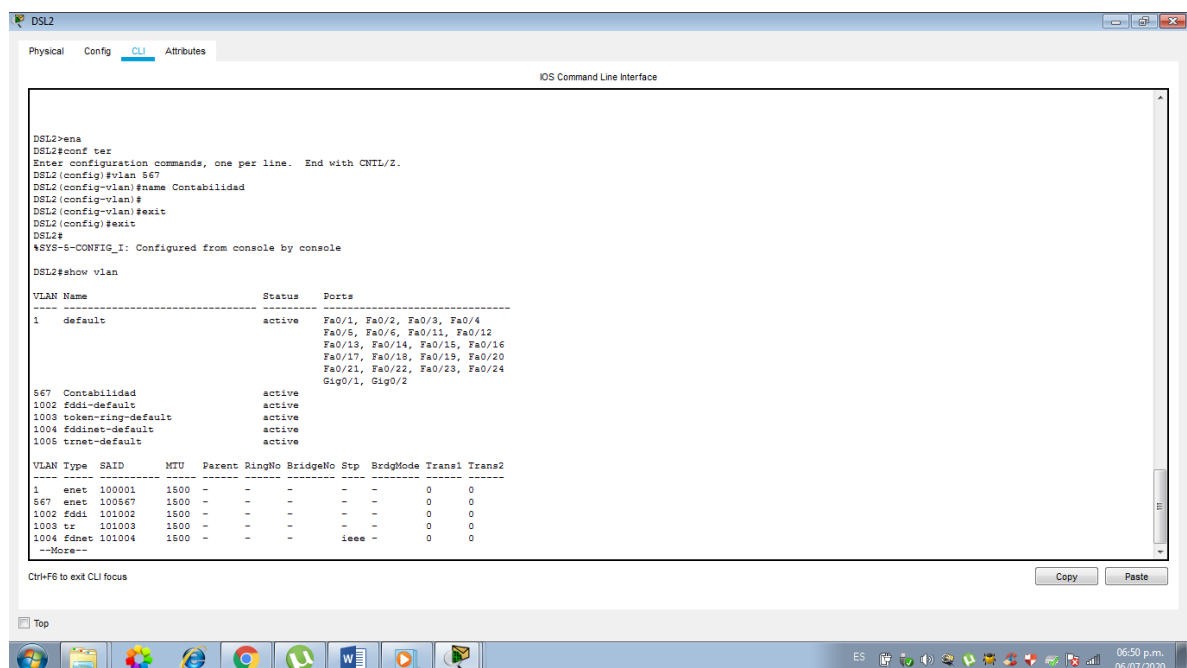 DSL2
Physical Config CLI Attributes
IOS Command Line Interface
DSL2>ena
DSL2#conf ter
Enter configuration commands, one per line.  End with CNTL/Z.
DSL2(config)#vlan 567
DSL2(config-vlan)#name Contabilidad
DSL2(config-vlan)#
DSL2(config-vlan)#exit
DSL2(config)#exit
DSL2#
%SYS-5-CONFIG_I: Configured from console by console
DSL2#show vlan
VLAN Name                             Status    Ports
---- -------------------------------- --------- -------------------------------
1    default                          active    Fa0/1, Fa0/2, Fa0/3, Fa0/4
                                                Fa0/5, Fa0/6, Fa0/11, Fa0/12
                                                Fa0/13, Fa0/14, Fa0/15, Fa0/16
                                                Fa0/17, Fa0/18, Fa0/19, Fa0/20
                                                Fa0/21, Fa0/22, Fa0/23, Fa0/24
                                                Gig0/1, Gig0/2
567  Contabilidad                     active
1002 fddi-default                     active
1003 token-ring-default               active
1004 fddinet-default                  active
1005 trnet-default                    active
VLAN Type  SAID       MTU   Parent RingNo BridgeNo Stp  BrdgMode Trans1 Trans2
---- ----- ---------- ----- ------ ------ -------- ---- -------- ------ ------
1    enet  100001     1500  -      -      -        -    -        0      0
567  enet  100567     1500  -      -      -        -    -        0      0
1002 fddi  101002     1500  -      -      -        -    -        0      0
1003 tr    101003     1500  -      -      -        -    -        0      0
1004 fdnet 101004     1500  -      -      -        ieee -        0      0
 --More--
Ctrl+F6 to exit CLI focus
Copy Paste
Top
ES
06:50 p.m.
06/07/2020